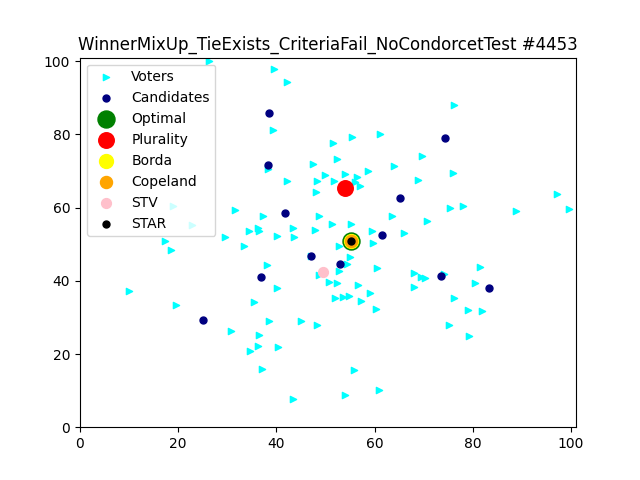 WinnerMixUp_TieExists_CriteriaFail_NoCondorcetTest #4453
100
80
60
40
20
0
Voters
Candidates
Optimal
Plurality
Borda
Copeland
STV
STAR
0 20 40 60 80 100